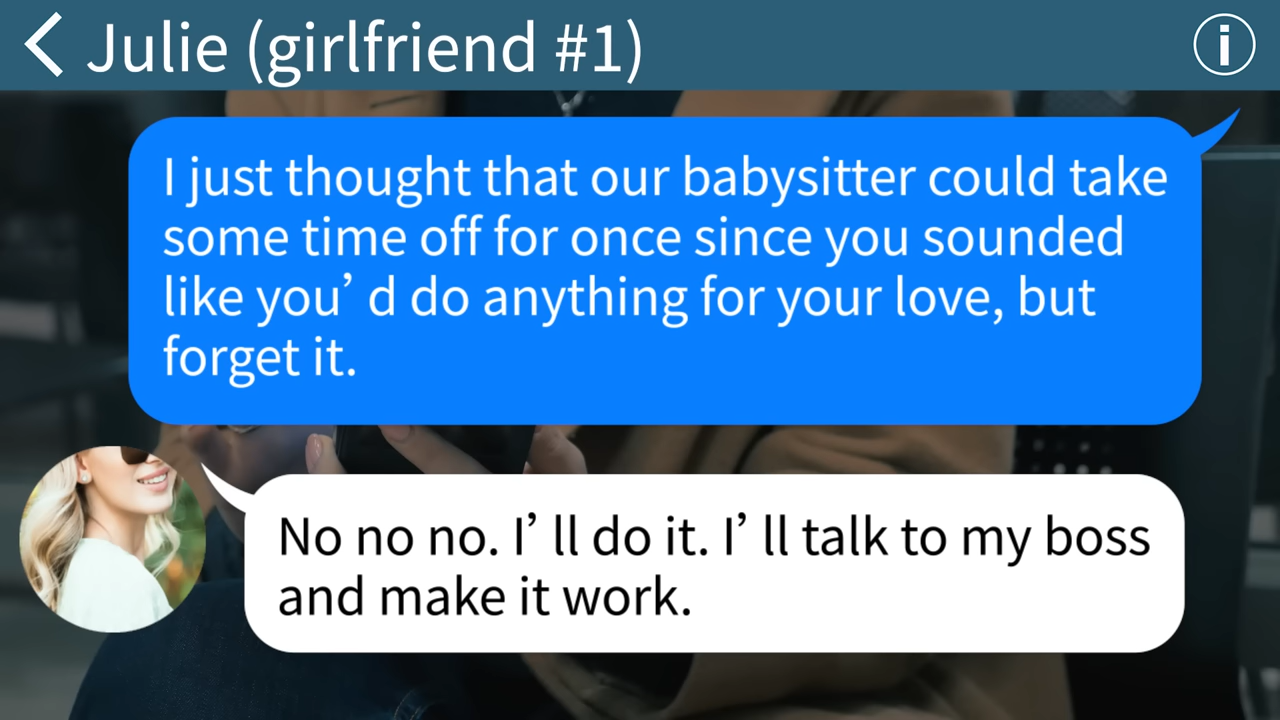 Julie (girlfriend #1)
I just thought that our babysitter could take
some time off for once since you sounded
like you’ d do anything for your love, but
forget it.
No no no. I’ ll do it. I’ ll talk to my boss
and make it work.